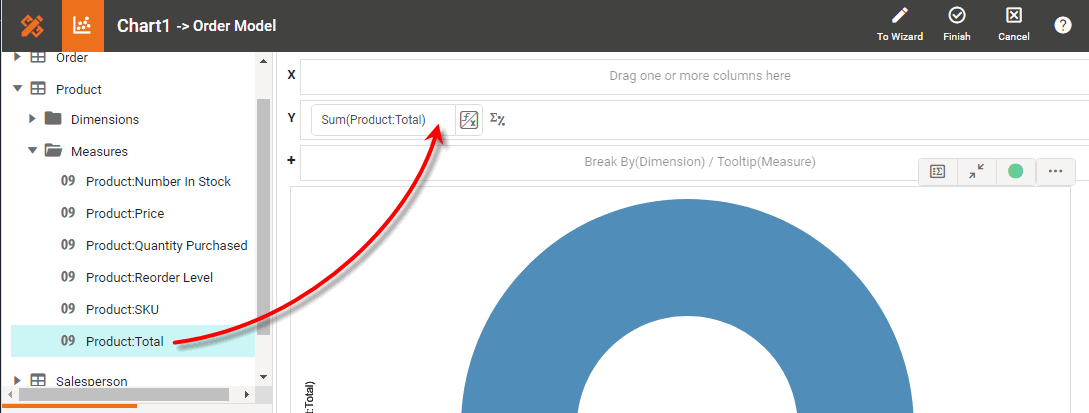 Chart1 -> Order Model
To Wizard
Finish
Cancel
?
Order
Product
Dimensions
Measures
09 Product:Number In Stock
09 Product:Price
09 Product:Quantity Purchased
09 Product:Reorder Level
09 Product:SKU
09 Product:Total
Salesperson
X
Drag one or more columns here
Y
Sum(Product:Total)
+
Break By(Dimension) / Tooltip(Measure)
:Total)